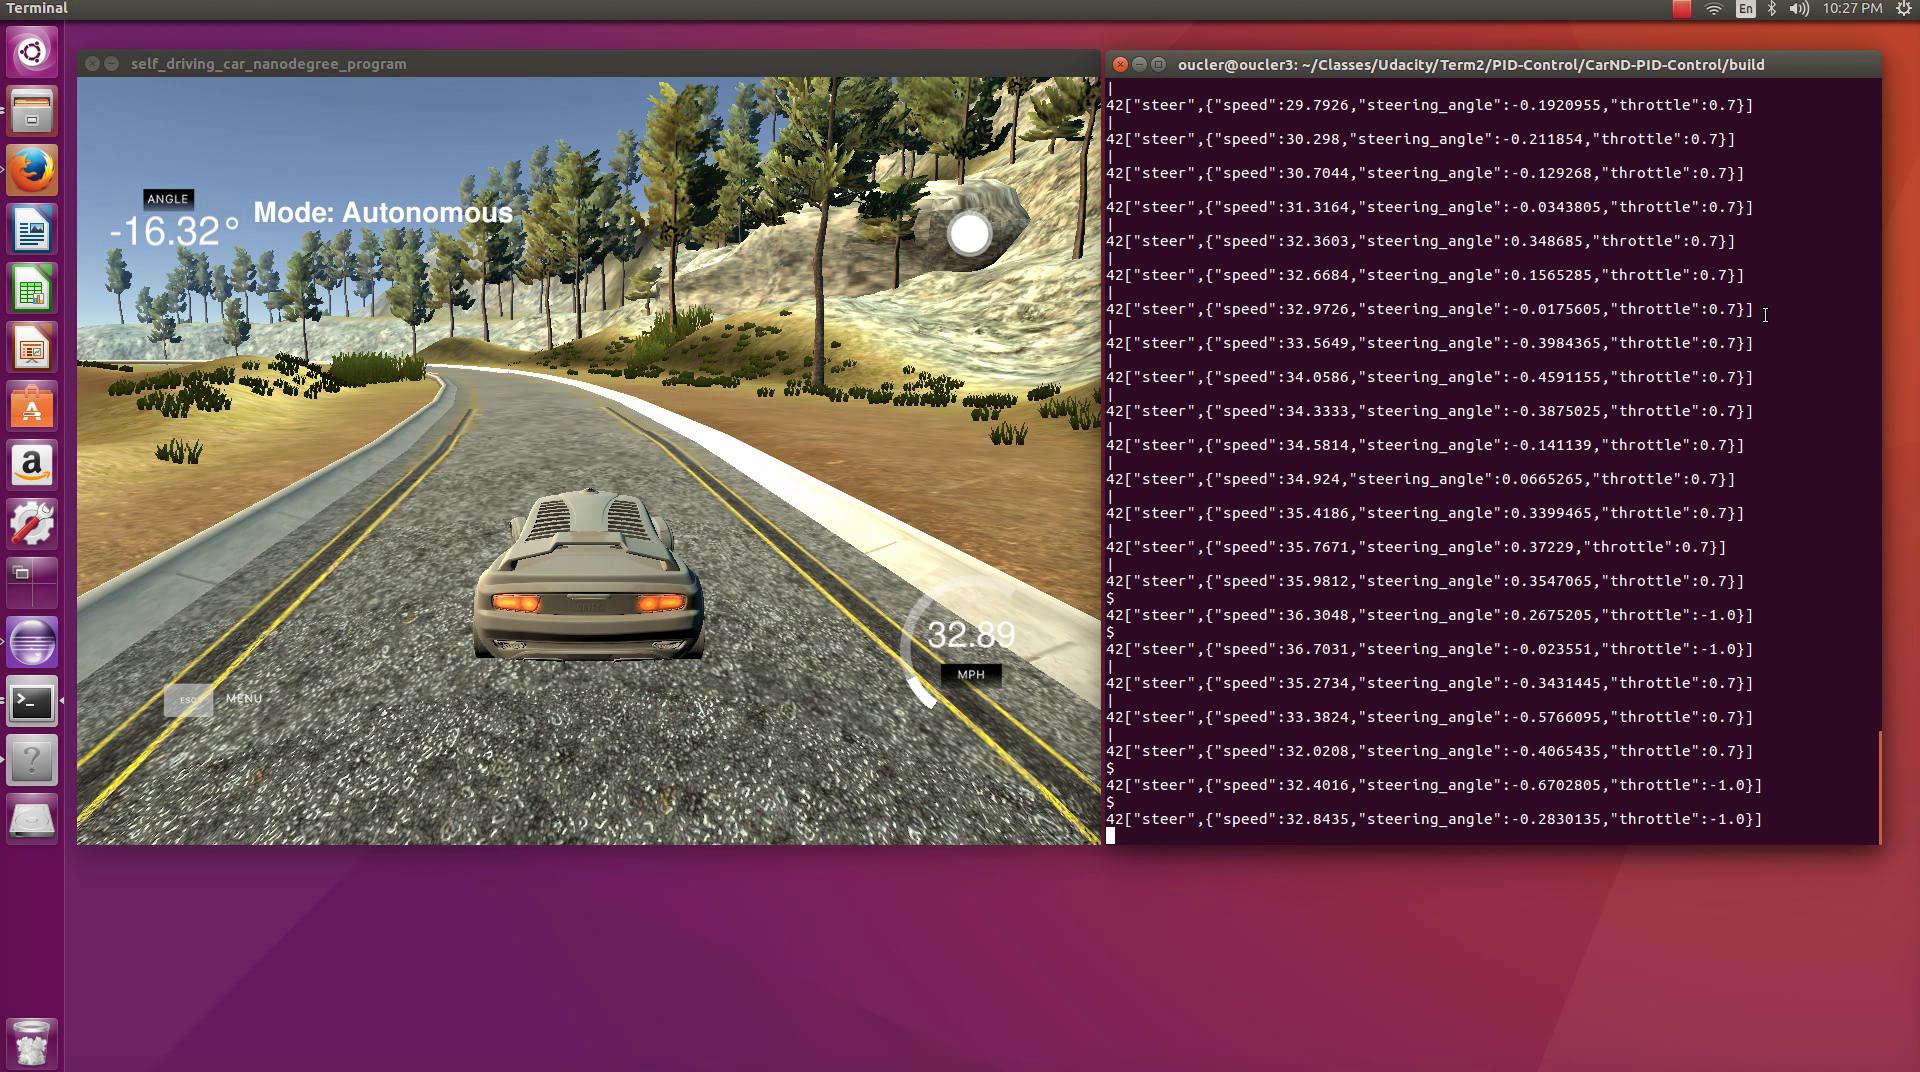 Terminal
En
10:27 PM
self_driving_car_nanodegree_program
ANGLE
-16.32°
Mode: Autonomous
32.89
MPH
ESC
MENU
oucler@oucler3: ~/Classes/Udacity/Term2/PID-Control/CarND-PID-Control/build
|
42["steer",{"speed":29.7926,"steering_angle":-0.1920955,"throttle":0.7}]
|
42["steer",{"speed":30.298,"steering_angle":-0.211854,"throttle":0.7}]
|
42["steer",{"speed":30.7044,"steering_angle":-0.129268,"throttle":0.7}]
|
42["steer",{"speed":31.3164,"steering_angle":-0.0343805,"throttle":0.7}]
|
42["steer",{"speed":32.3603,"steering_angle":0.348685,"throttle":0.7}]
|
42["steer",{"speed":32.6684,"steering_angle":0.1565285,"throttle":0.7}]
|
42["steer",{"speed":32.9726,"steering_angle":-0.0175605,"throttle":0.7}]
|
42["steer",{"speed":33.5649,"steering_angle":-0.3984365,"throttle":0.7}]
|
42["steer",{"speed":34.0586,"steering_angle":-0.4591155,"throttle":0.7}]
|
42["steer",{"speed":34.3333,"steering_angle":-0.3875025,"throttle":0.7}]
|
42["steer",{"speed":34.5814,"steering_angle":-0.141139,"throttle":0.7}]
|
42["steer",{"speed":34.924,"steering_angle":0.0665265,"throttle":0.7}]
|
42["steer",{"speed":35.4186,"steering_angle":0.3399465,"throttle":0.7}]
|
42["steer",{"speed":35.7671,"steering_angle":0.37229,"throttle":0.7}]
|
42["steer",{"speed":35.9812,"steering_angle":0.3547065,"throttle":0.7}]
$
42["steer",{"speed":36.3048,"steering_angle":0.2675205,"throttle":-1.0}]
$
42["steer",{"speed":36.7031,"steering_angle":-0.023551,"throttle":-1.0}]
|
42["steer",{"speed":35.2734,"steering_angle":-0.3431445,"throttle":0.7}]
|
42["steer",{"speed":33.3824,"steering_angle":-0.5766095,"throttle":0.7}]
|
42["steer",{"speed":32.0208,"steering_angle":-0.4065435,"throttle":0.7}]
$
42["steer",{"speed":32.4016,"steering_angle":-0.6702805,"throttle":-1.0}]
$
42["steer",{"speed":32.8435,"steering_angle":-0.2830135,"throttle":-1.0}]